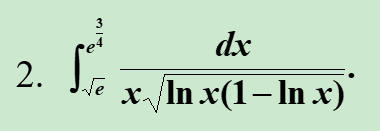 2. ∫_{√e}^{e^{3/4}} dx / (x√(ln x(1−ln x))).